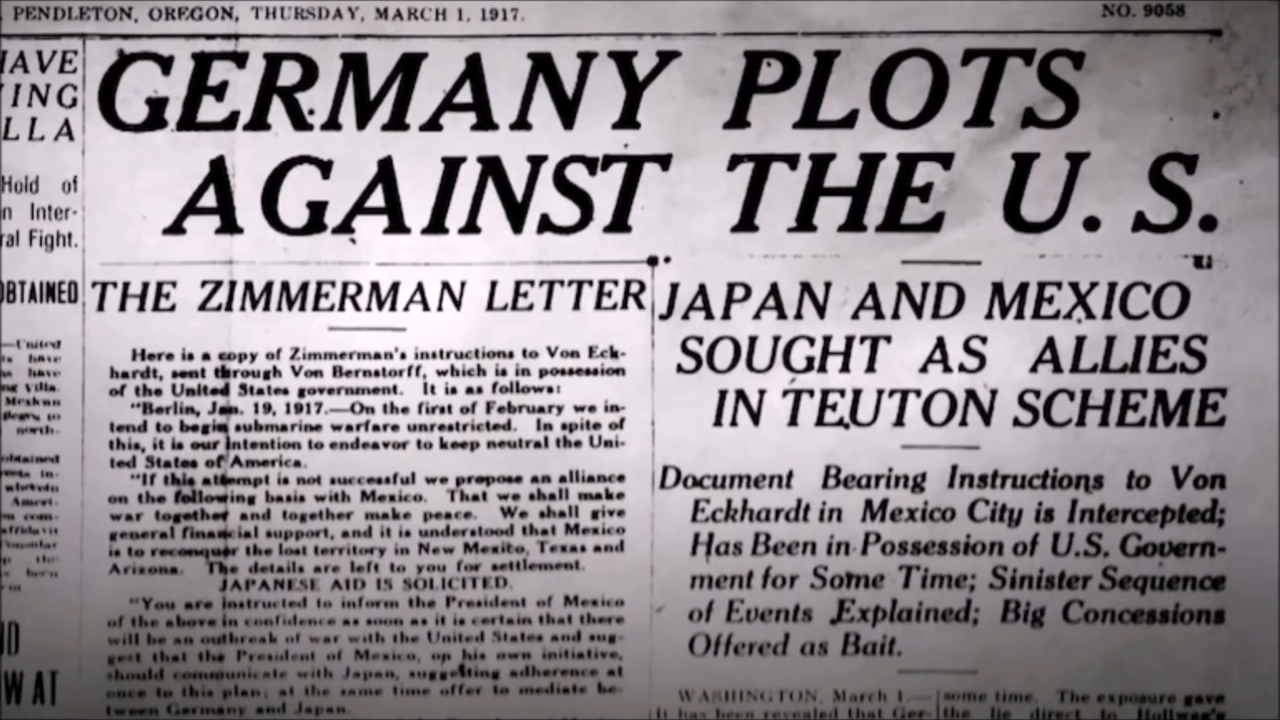 PENDLETON, OREGON, THURSDAY, MARCH 1, 1917.
NO. 9058
HAVE
LLA
Hold of
n Inter-
ral Fight.
OBTAINED
GERMANY PLOTS
AGAINST THE U. S.
THE ZIMMERMAN LETTER
Here is a copy of Zimmerman's instructions to Von Eck-
hardt, sent through Von Bernstorff, which is in possession
of the United States government. It is as follows:
"Berlin, Jan. 19, 1917.—On the first of February we in-
tend to begin submarine warfare unrestricted. In spite of
this, it is our intention to endeavor to keep neutral the Uni-
ted States of America.
"If this attempt is not successful we propose an alliance
on the following basis with Mexico. That we shall make
war together and together make peace. We shall give
general financial support, and it is understood that Mexico
is to reconquer the lost territory in New Mexico, Texas and
Arizona. The details are left to you for settlement.
JAPANESE AID IS SOLICITED.
"You are instructed to inform the President of Mexico
of the above in confidence as soon as it is certain that there
will be an outbreak of war with the United States and sug-
gest that the President of Mexico, on his own initiative,
should communicate with Japan, suggesting adherence at
once to this plan; at the same time offer to mediate be-
tween Germany and Japan.
JAPAN AND MEXICO
SOUGHT AS ALLIES
IN TEUTON SCHEME
Document Bearing Instructions to Von
Eckhardt in Mexico City is Intercepted;
Has Been in Possession of U.S. Govern-
ment for Some Time; Sinister Sequence
of Events Explained; Big Concessions
Offered as Bait.
WASHINGTON, March 1.—
it has been revealed that Ger-
some time. The exposure gave
the lie direct to